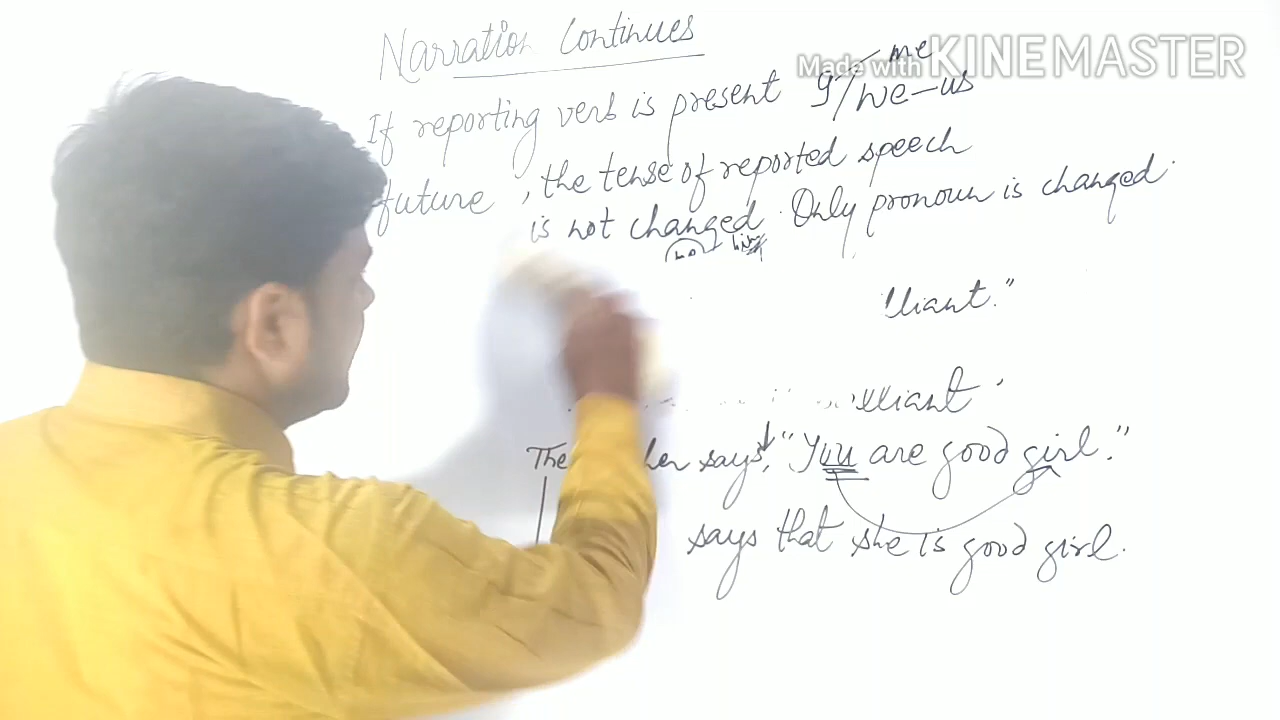 Narration Continues
Made with KINEMASTER
me
If reporting verb is present I/We-us
future, the tense of reported speech
is not changed. Only pronoun is changed.
liant."
lliant.
The her says, "You are good girl."
says that she is good girl.